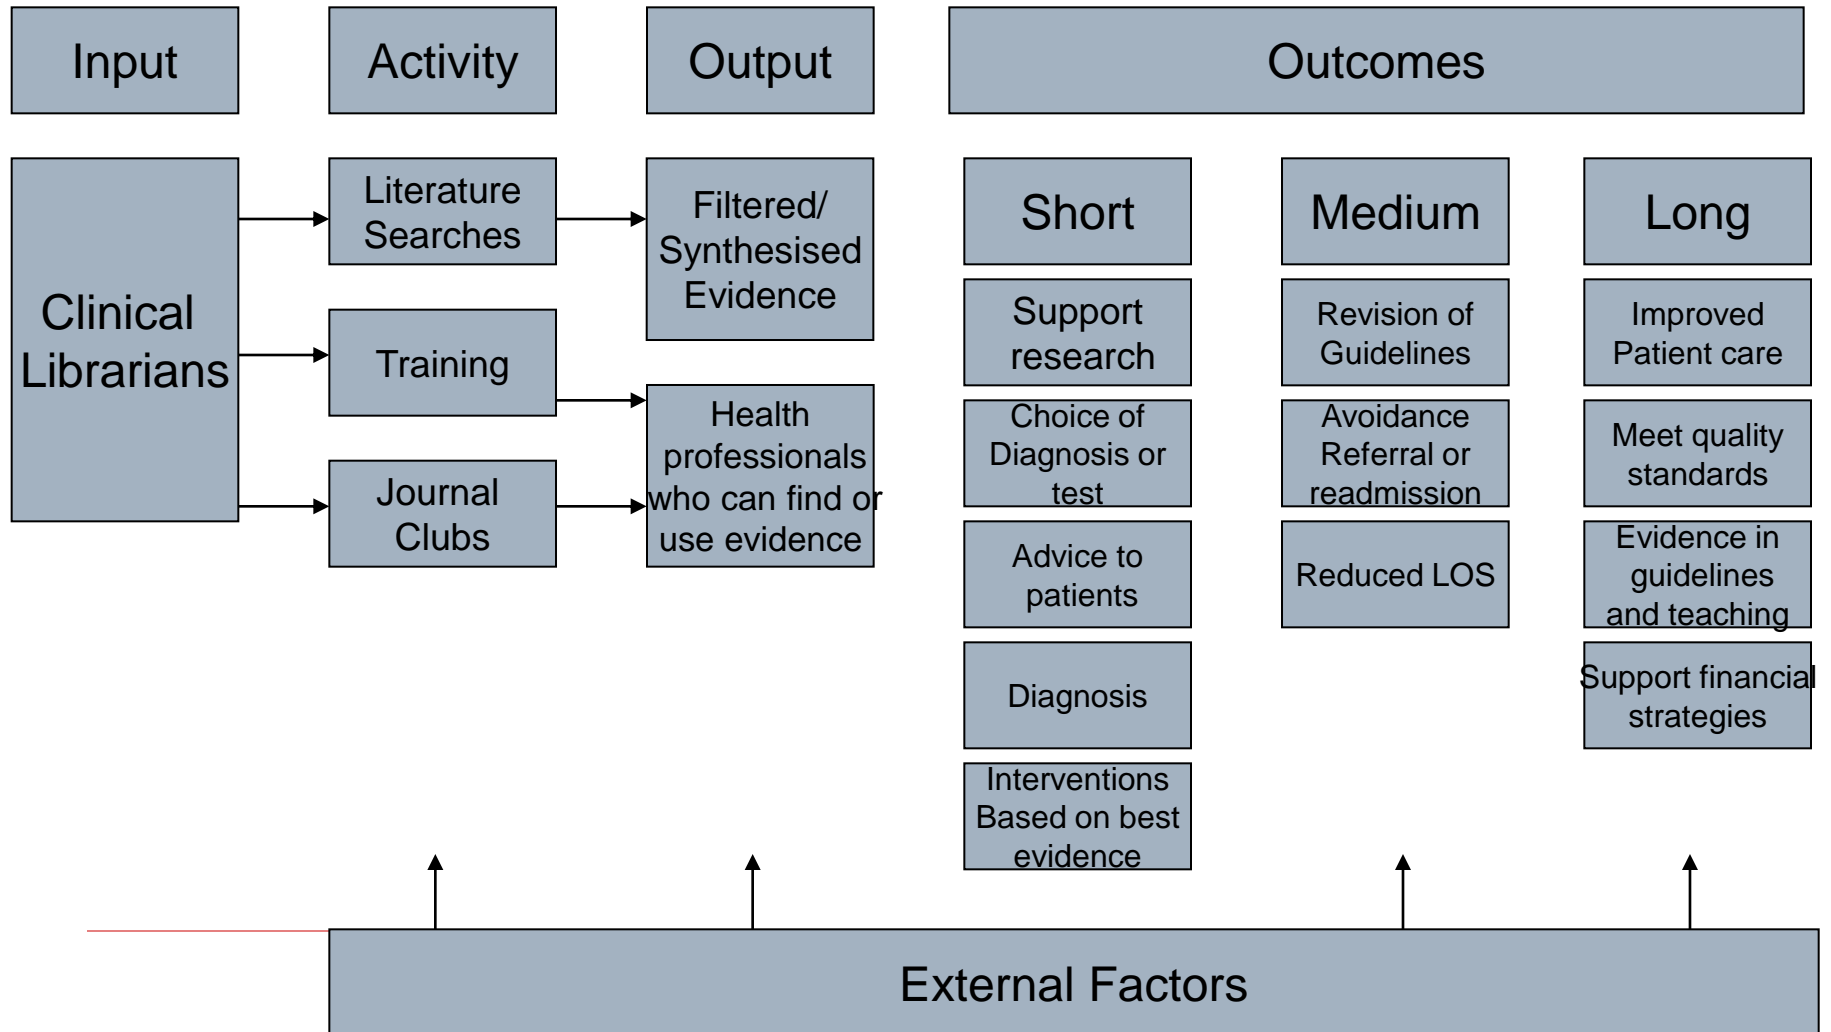 Input
Activity
Output
Outcomes
Clinical
Librarians
Literature
Searches
Training
Journal
Clubs
Filtered/
Synthesised
Evidence
Health
professionals
who can find or
use evidence
Short
Support
research
Choice of
Diagnosis or
test
Advice to
patients
Diagnosis
Interventions
Based on best
evidence
Medium
Revision of
Guidelines
Avoidance
Referral or
readmission
Reduced LOS
Long
Improved
Patient care
Meet quality
standards
Evidence in
guidelines
and teaching
Support financial
strategies
External Factors